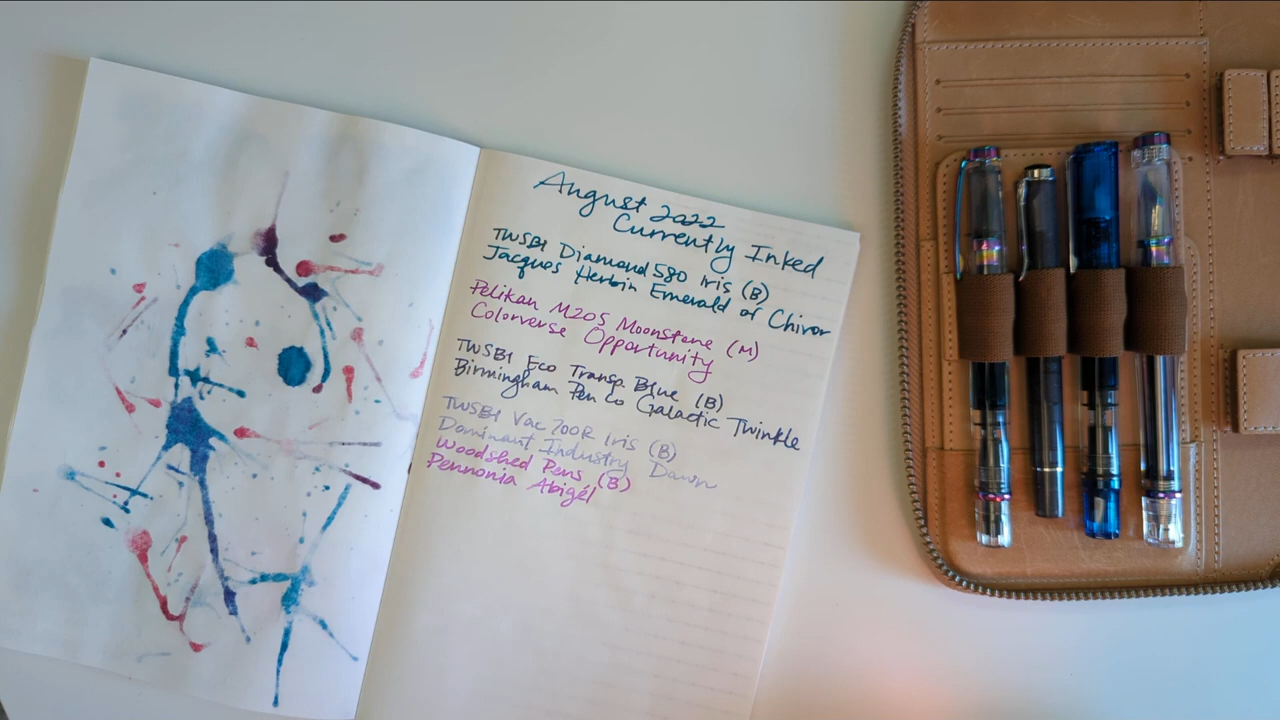 August 2022
Currently Inked
TWSBI Diamond 580 Iris (B)
Jacques Herbin Emerald of Chivor
Pelikan M205 Moonstone (M)
Colorverse Opportunity
TWSBI Eco Transp. Blue (B)
Birmingham Pen Co Galactic Twinkle
TWSBI Vac 700R Iris (B)
Dominant Industry Dawn
Woodshed Pens (B)
Pennonia Abigél